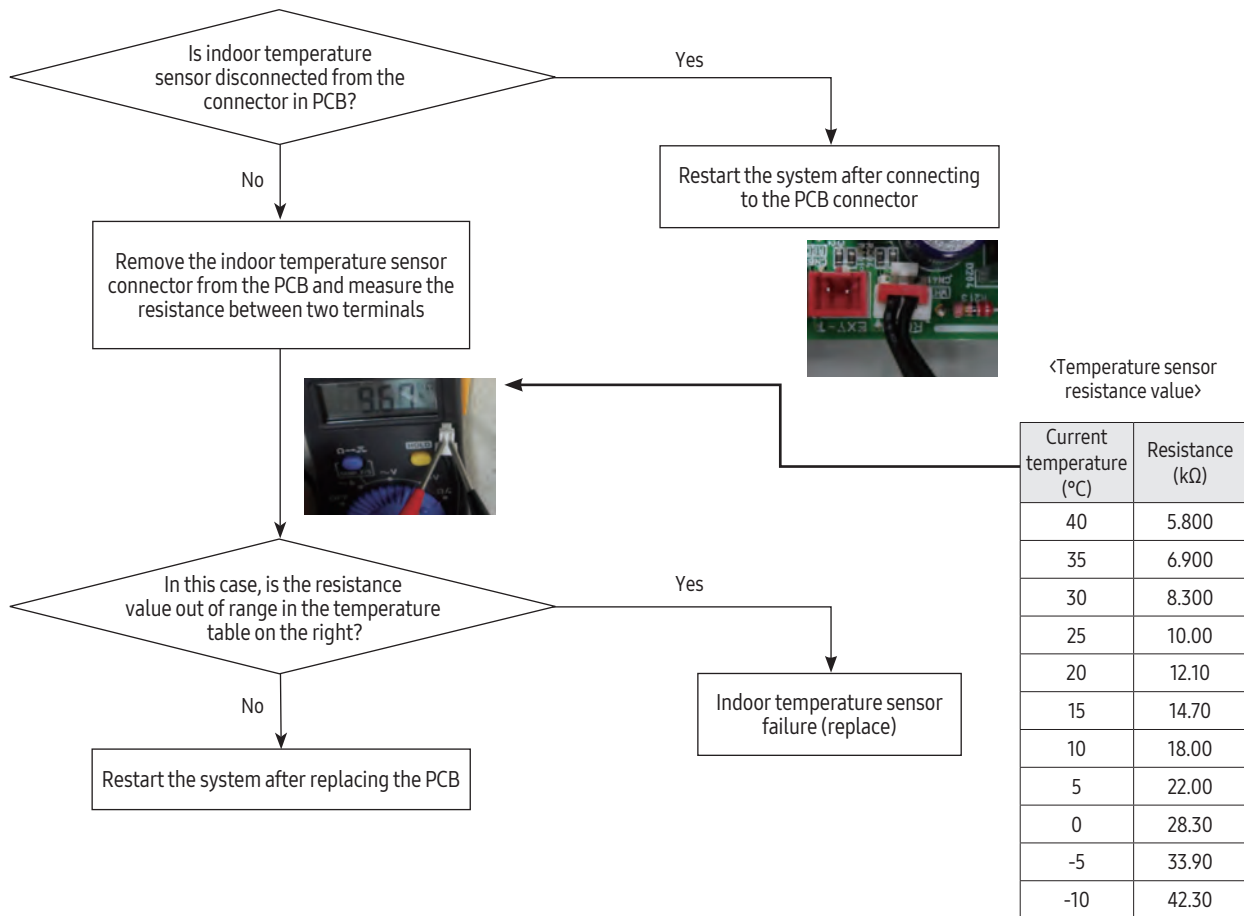 Is indoor temperature
sensor disconnected from the
connector in PCB?
Yes
No
Restart the system after connecting
to the PCB connector
Remove the indoor temperature sensor
connector from the PCB and measure the
resistance between two terminals
EXT-T
HOLD
<Temperature sensor
resistance value>
Current
temperature
(°C)
Resistance
(kΩ)
40 5.800
35 6.900
30 8.300
25 10.00
20 12.10
15 14.70
10 18.00
5 22.00
0 28.30
-5 33.90
-10 42.30
In this case, is the resistance
value out of range in the temperature
table on the right?
Yes
No
Indoor temperature sensor
failure (replace)
Restart the system after replacing the PCB